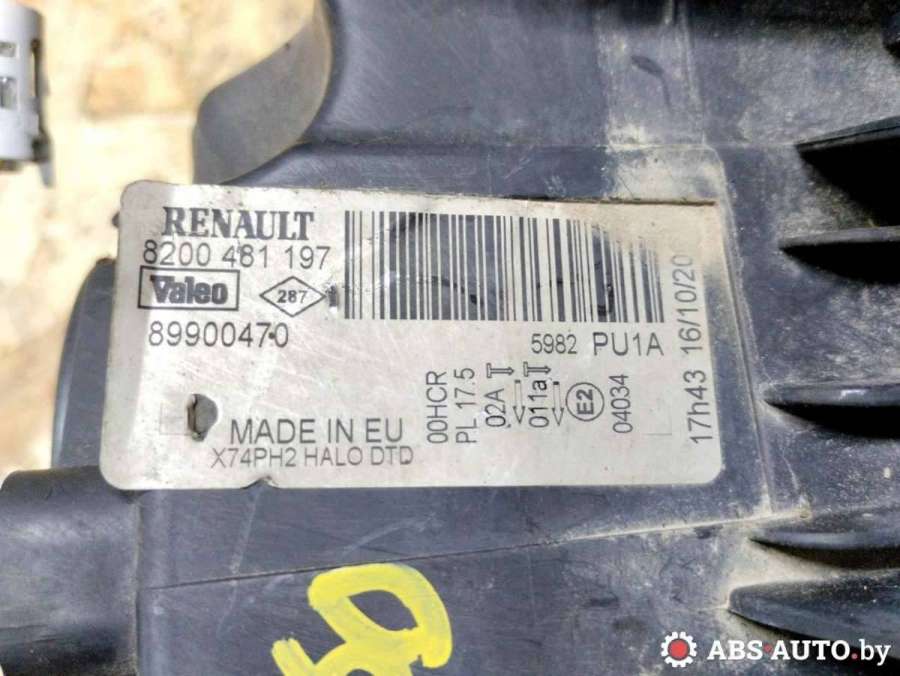 RENAULT
8200 481 197
Valeo
287
89900470
5982 PU1A
MADE IN EU
X74PH2 HALO DTD
00HCR
PL 17.5
02A
011a
E2
04034
17h43 16/10/20
ABS-AUTO.by